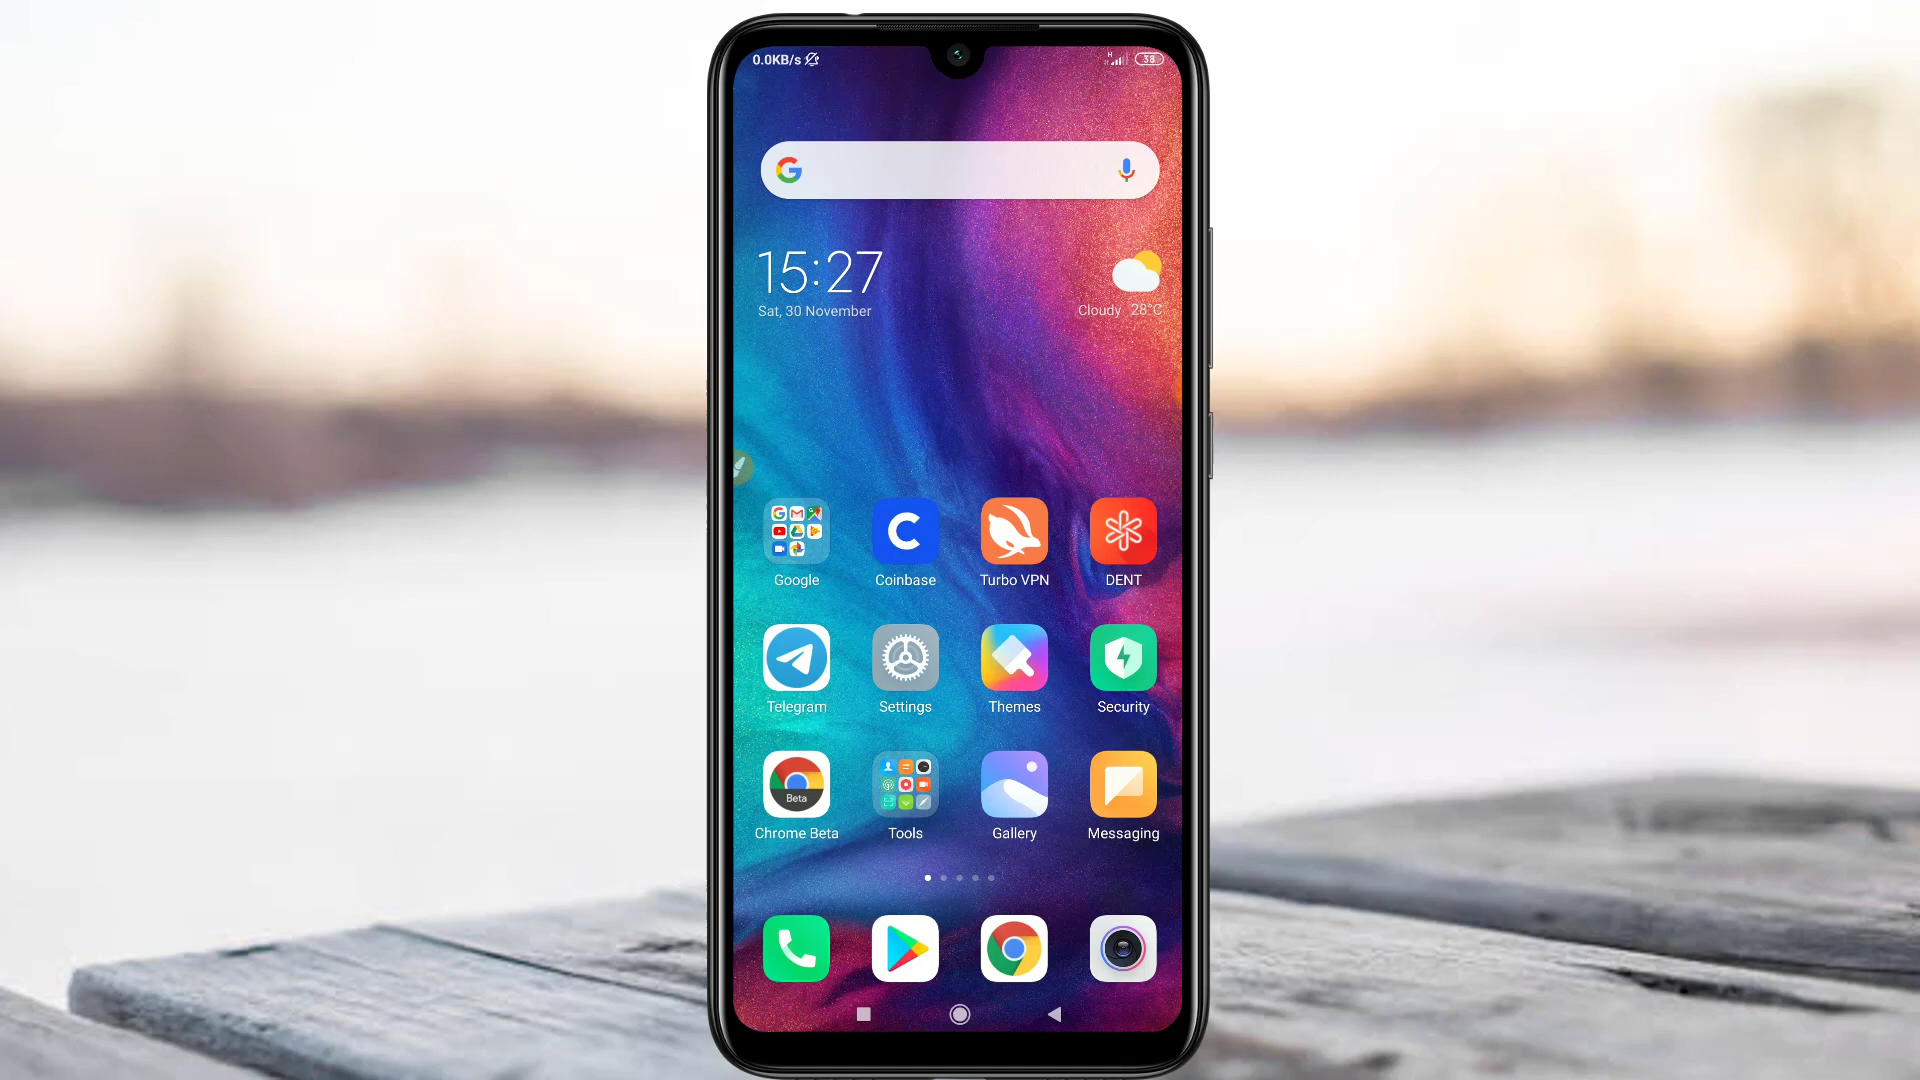 0.0KB/s H 38
15:27
Sat, 30 November
Cloudy 28°C
Google Coinbase Turbo VPN DENT
Telegram Settings Themes Security
Beta
Chrome Beta Tools Gallery Messaging